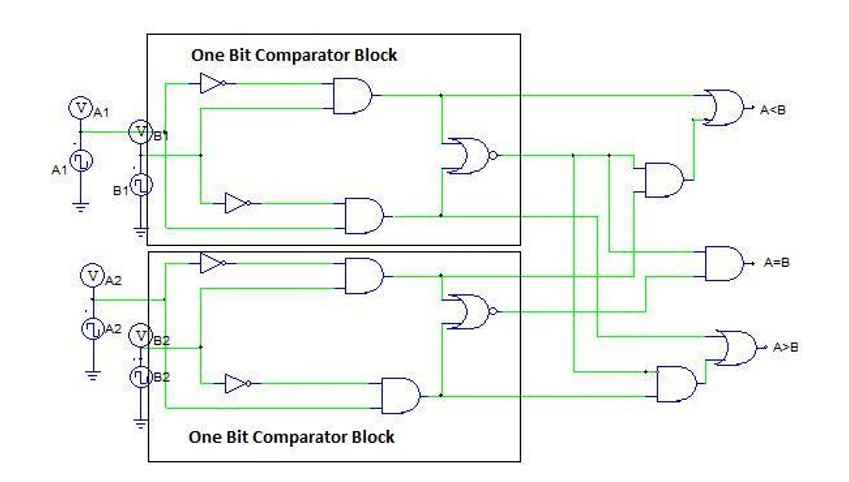 One Bit Comparator Block
V A1
V B1
A1
B1
A<B
V A2
A=B
A2
V B2
A>B
B2
One Bit Comparator Block